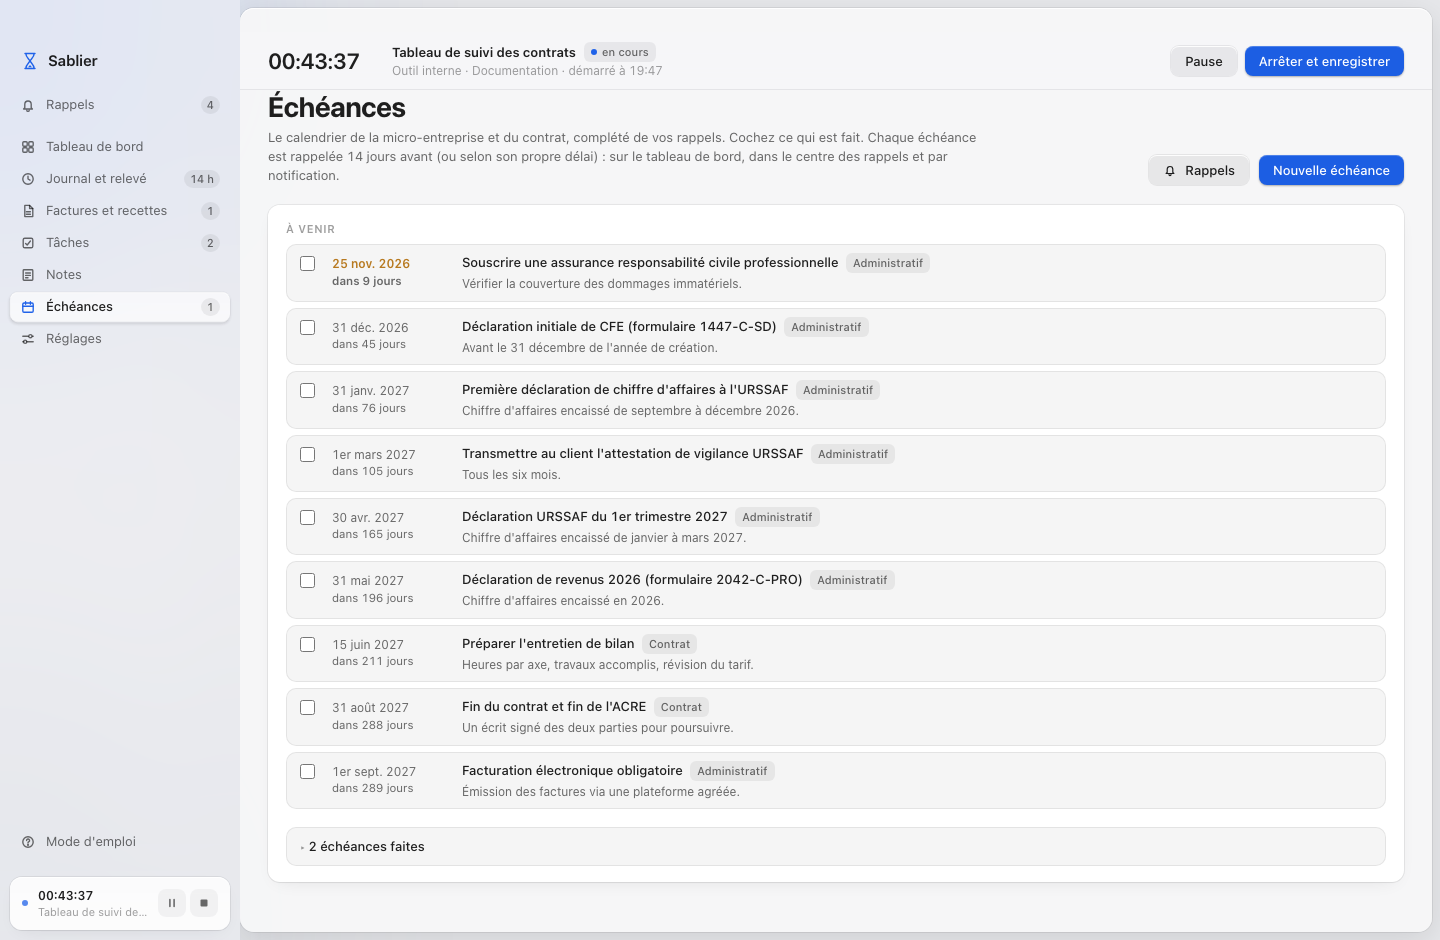 Sablier
Rappels 4
Tableau de bord
Journal et relevé 14 h
Factures et recettes 1
Tâches 2
Notes
Échéances 1
Réglages
Mode d'emploi
00:43:37
Tableau de suivi de...
00:43:37
Tableau de suivi des contrats en cours
Outil interne · Documentation · démarré à 19:47
Pause
Arrêter et enregistrer
Échéances
Le calendrier de la micro-entreprise et du contrat, complété de vos rappels. Cochez ce qui est fait. Chaque échéance
est rappelée 14 jours avant (ou selon son propre délai) : sur le tableau de bord, dans le centre des rappels et par
notification.
Rappels
Nouvelle échéance
À VENIR
25 nov. 2026
dans 9 jours
Souscrire une assurance responsabilité civile professionnelle Administratif
Vérifier la couverture des dommages immatériels.
31 déc. 2026
dans 45 jours
Déclaration initiale de CFE (formulaire 1447-C-SD) Administratif
Avant le 31 décembre de l'année de création.
31 janv. 2027
dans 76 jours
Première déclaration de chiffre d'affaires à l'URSSAF Administratif
Chiffre d'affaires encaissé de septembre à décembre 2026.
1er mars 2027
dans 105 jours
Transmettre au client l'attestation de vigilance URSSAF Administratif
Tous les six mois.
30 avr. 2027
dans 165 jours
Déclaration URSSAF du 1er trimestre 2027 Administratif
Chiffre d'affaires encaissé de janvier à mars 2027.
31 mai 2027
dans 196 jours
Déclaration de revenus 2026 (formulaire 2042-C-PRO) Administratif
Chiffre d'affaires encaissé en 2026.
15 juin 2027
dans 211 jours
Préparer l'entretien de bilan Contrat
Heures par axe, travaux accomplis, révision du tarif.
31 août 2027
dans 288 jours
Fin du contrat et fin de l'ACRE Contrat
Un écrit signé des deux parties pour poursuivre.
1er sept. 2027
dans 289 jours
Facturation électronique obligatoire Administratif
Émission des factures via une plateforme agréée.
2 échéances faites